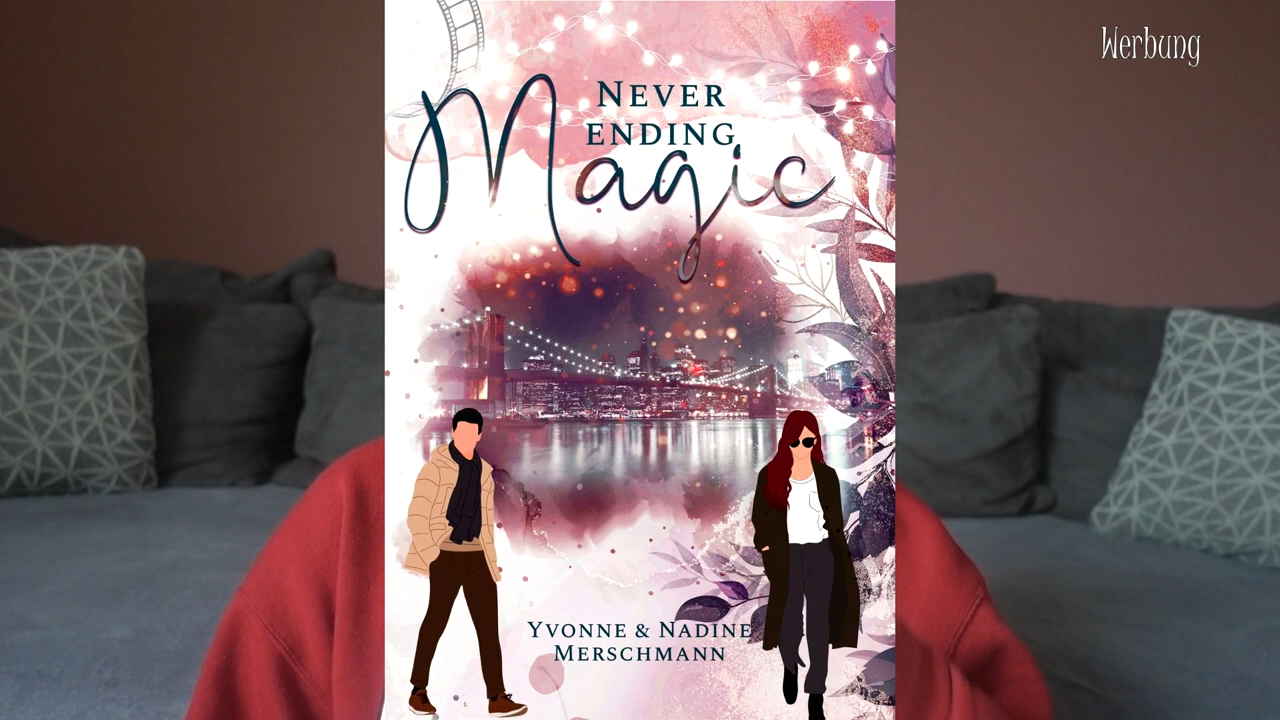 Werbung
NEVER
ENDING
Magic
YVONNE & NADINE
MERSCHMANN